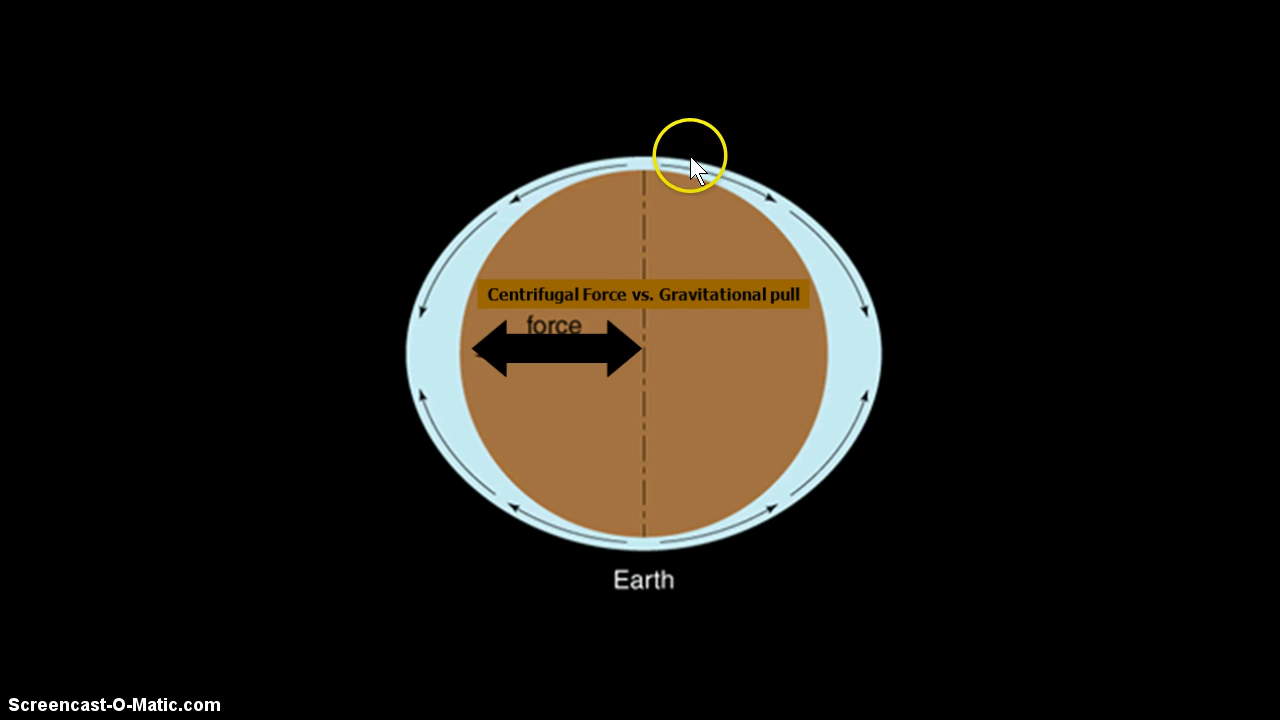 Centrifugal Force vs. Gravitational pull
force
Earth
Screencast-O-Matic.com